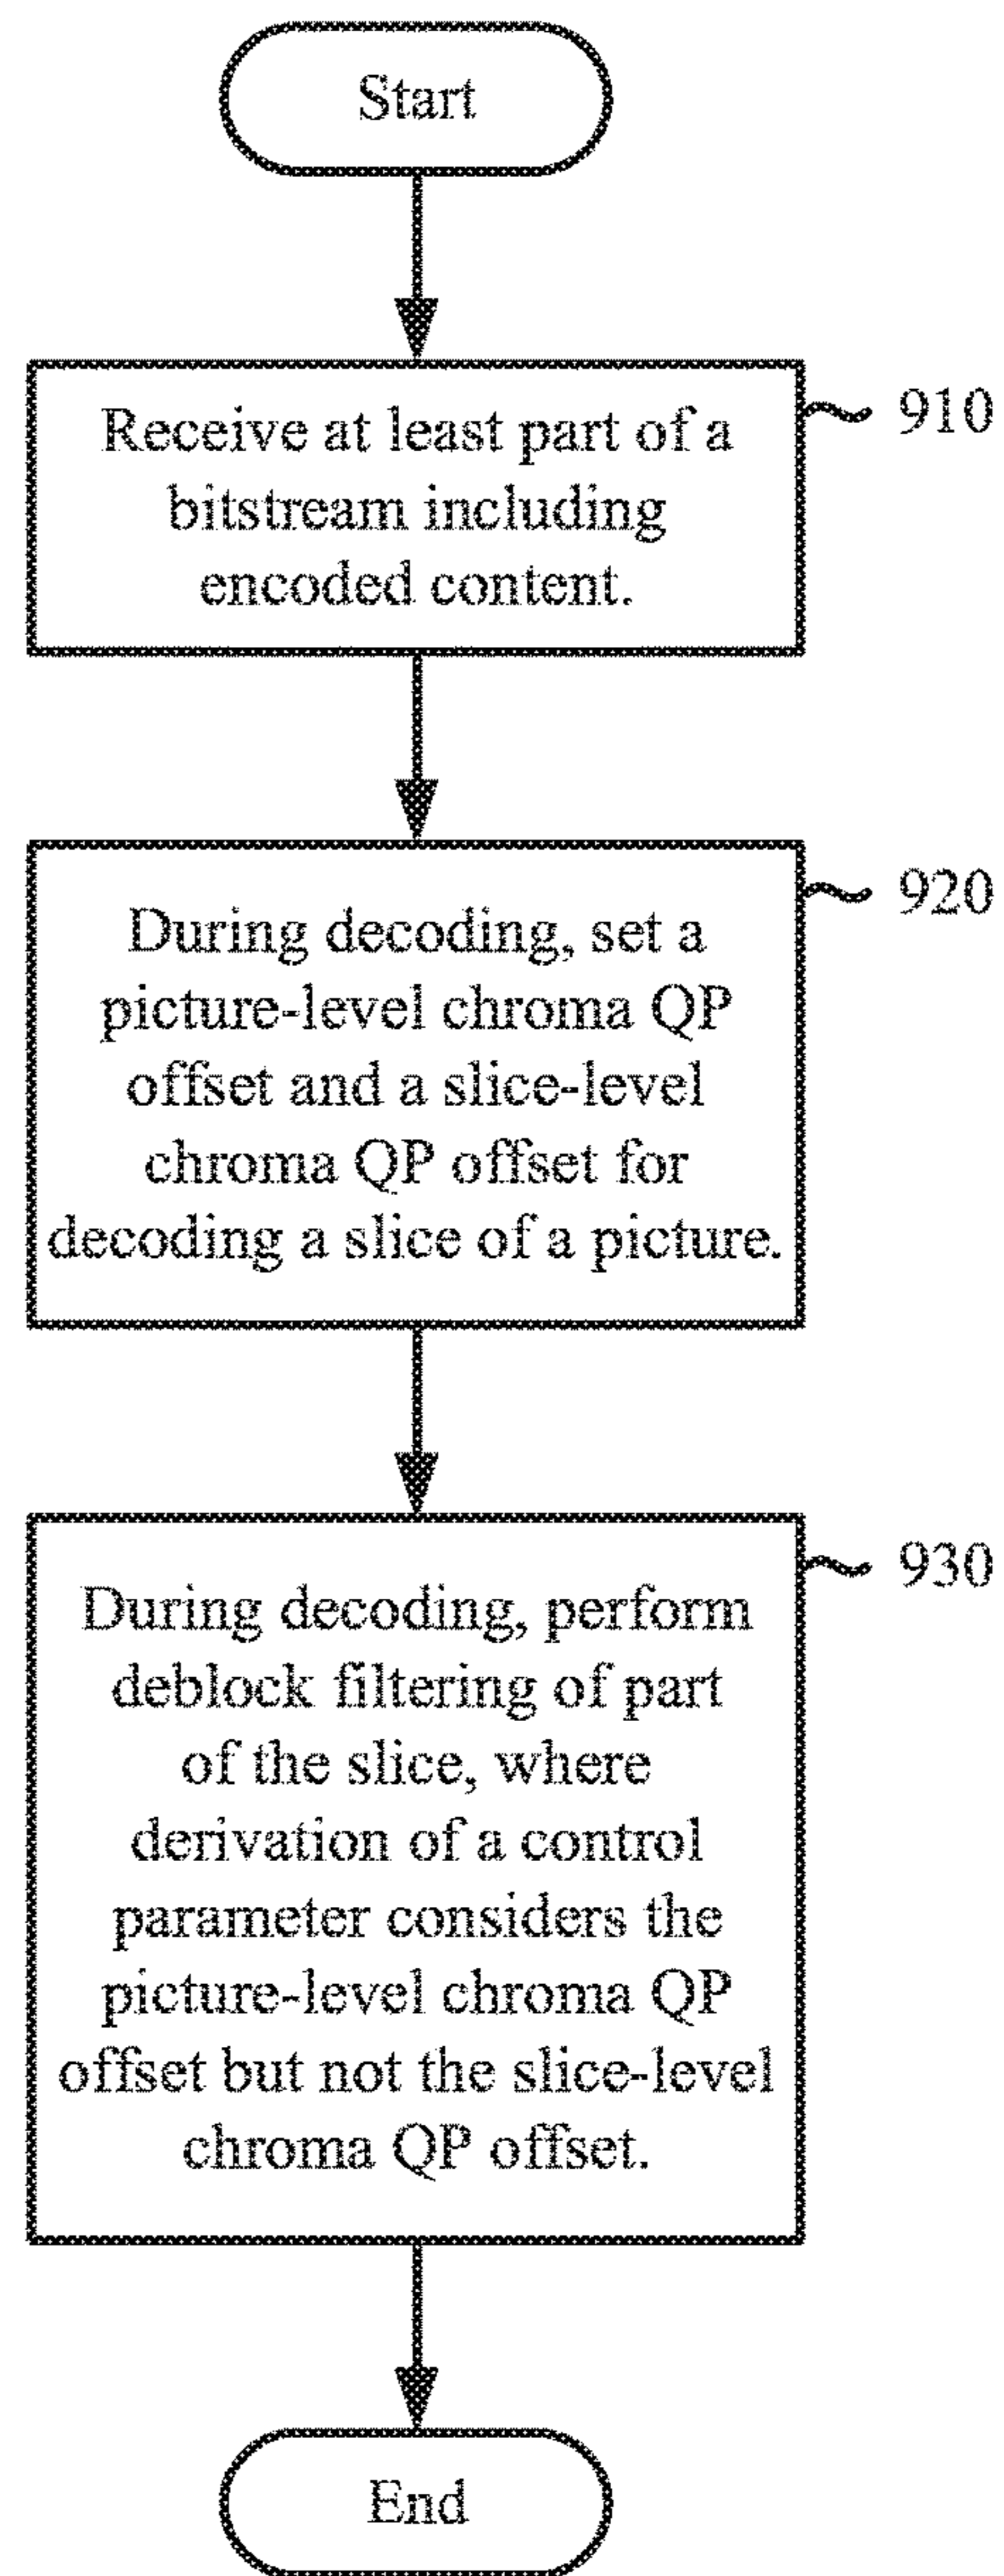 Start
Receive at least part of a
bitstream including
encoded content.
910
During decoding, set a
picture-level chroma QP
offset and a slice-level
chroma QP offset for
decoding a slice of a picture.
920
During decoding, perform
deblock filtering of part
of the slice, where
derivation of a control
parameter considers the
picture-level chroma QP
offset but not the slice-level
chroma QP offset.
930
End